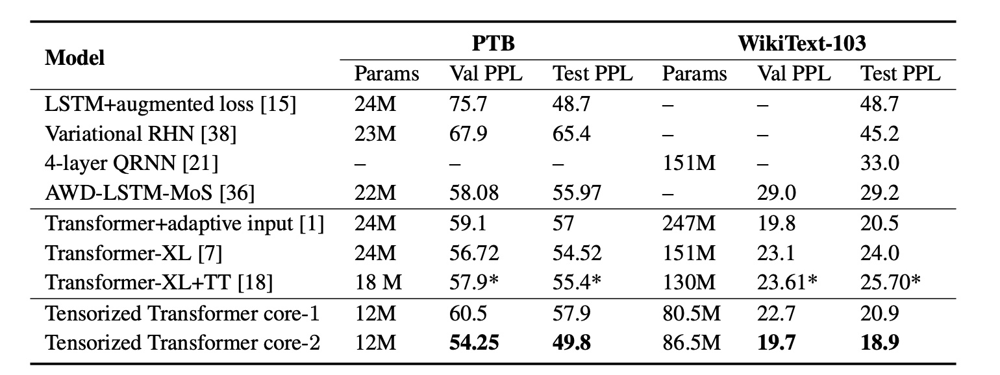 Model PTB WikiText-103
Params Val PPL Test PPL Params Val PPL Test PPL
LSTM+augmented loss [15] 24M 75.7 48.7 – – 48.7
Variational RHN [38] 23M 67.9 65.4 – – 45.2
4-layer QRNN [21] – – – 151M – 33.0
AWD-LSTM-MoS [36] 22M 58.08 55.97 – 29.0 29.2
Transformer+adaptive input [1] 24M 59.1 57 247M 19.8 20.5
Transformer-XL [7] 24M 56.72 54.52 151M 23.1 24.0
Transformer-XL+TT [18] 18 M 57.9* 55.4* 130M 23.61* 25.70*
Tensorized Transformer core-1 12M 60.5 57.9 80.5M 22.7 20.9
Tensorized Transformer core-2 12M 54.25 49.8 86.5M 19.7 18.9